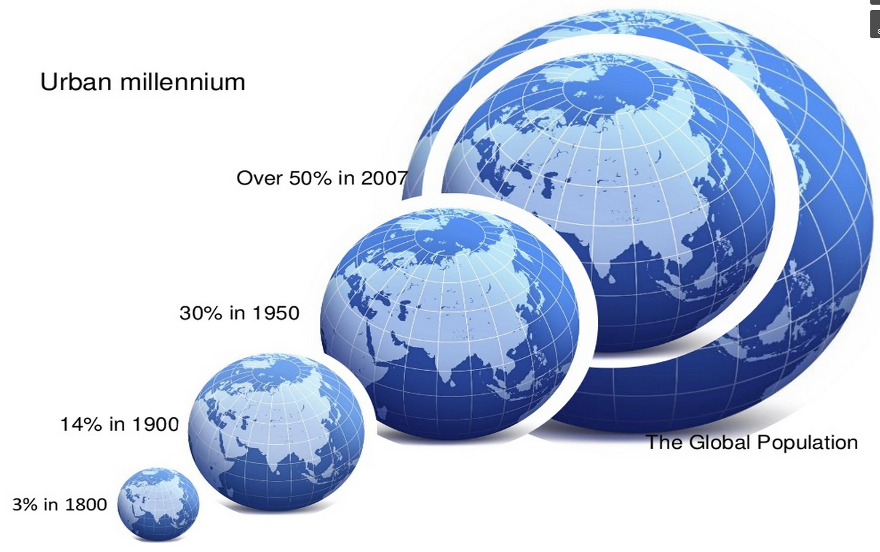 Urban millennium
Over 50% in 2007
30% in 1950
14% in 1900
The Global Population
3% in 1800